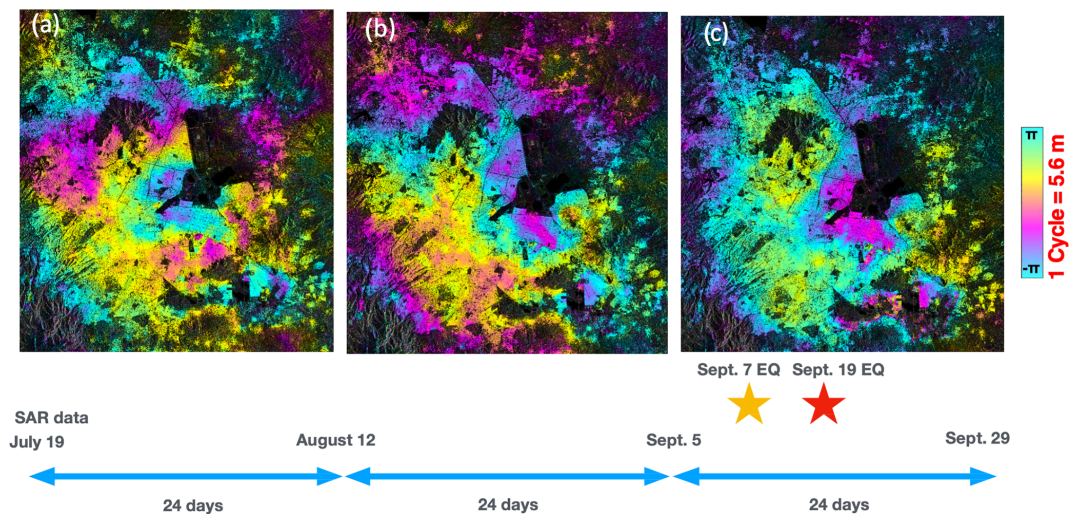 (a)
(b)
(c)
π
-π
1 Cycle = 5.6 m
Sept. 7 EQ
Sept. 19 EQ
SAR data
July 19
August 12
Sept. 5
Sept. 29
24 days
24 days
24 days